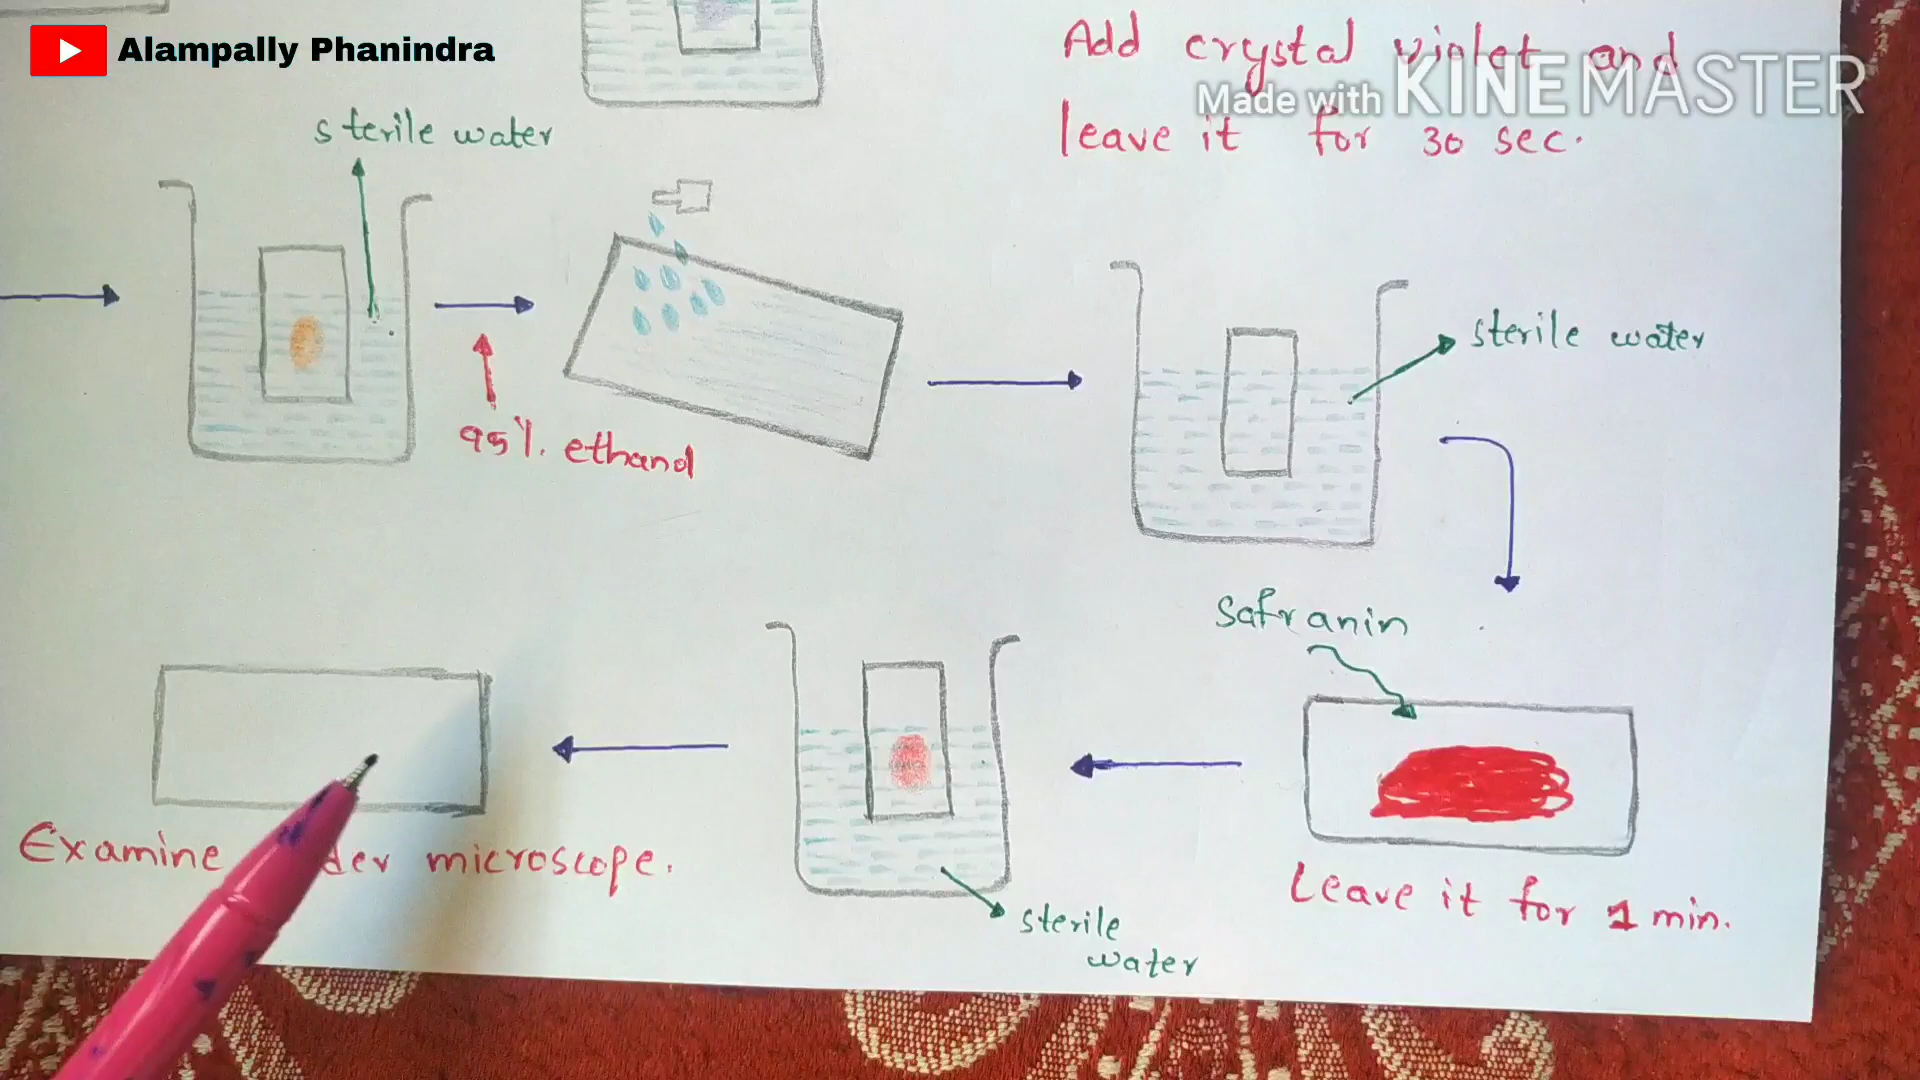 Alampally Phanindra
Add crystal violet and
Made with KINEMASTER
leave it for 30 sec.
sterile water
sterile water
95%. ethanol
Safranin
Examine der microscope.
Leave it for 1 min.
sterile
water